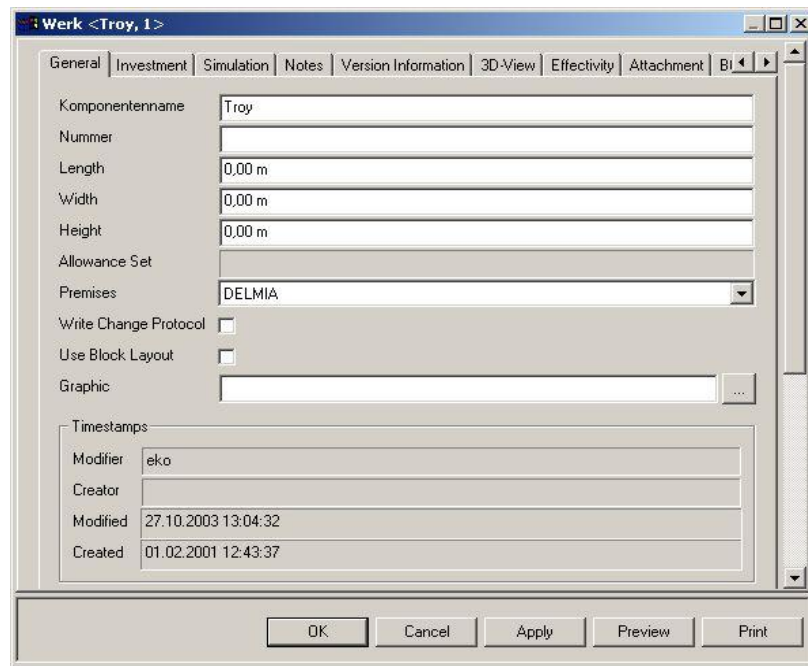 Werk <Troy, 1>
General Investment Simulation Notes Version Information 3D-View Effectivity Attachment
Komponentenname Troy
Nummer
Length 0,00 m
Width 0,00 m
Height 0,00 m
Allowance Set
Premises DELMIA
Write Change Protocol
Use Block Layout
Graphic ...
Timestamps
Modifier eko
Creator
Modified 27.10.2003 13:04:32
Created 01.02.2001 12:43:37
OK Cancel Apply Preview Print